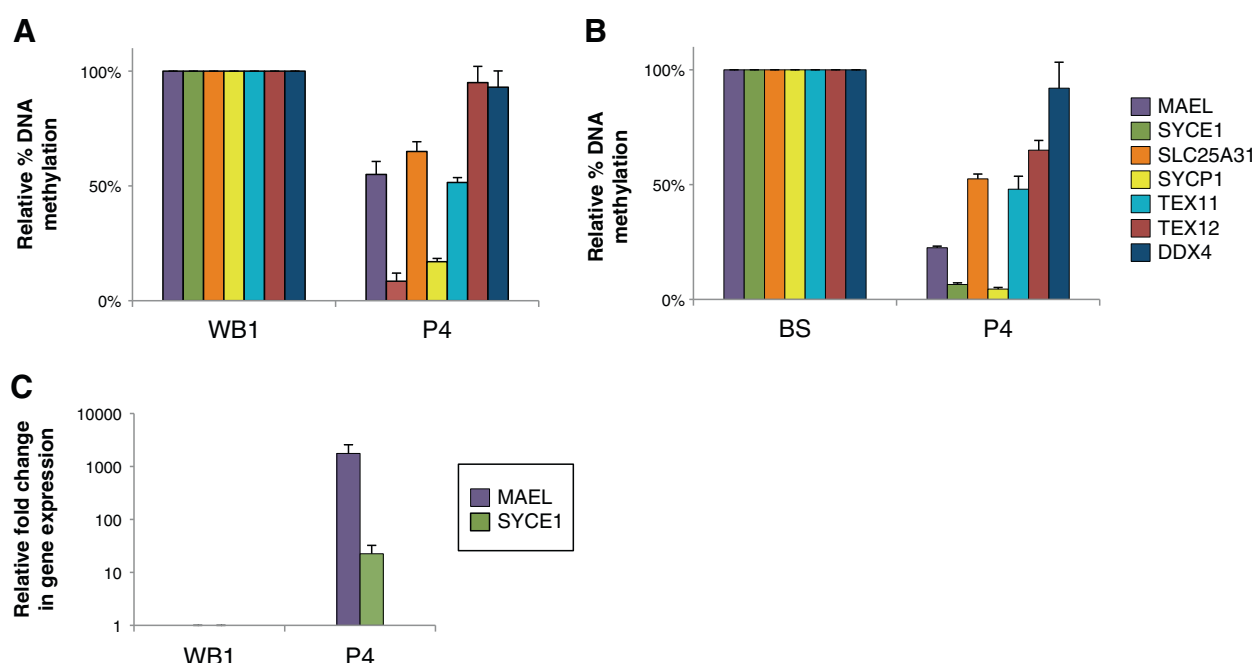 A
Relative % DNA
methylation
100%
50%
0%
WB1
P4
B
Relative % DNA
methylation
100%
50%
0%
BS
P4
MAEL
SYCE1
SLC25A31
SYCP1
TEX11
TEX12
DDX4
C
Relative fold change
in gene expression
10000
1000
100
10
1
WB1
P4
MAEL
SYCE1